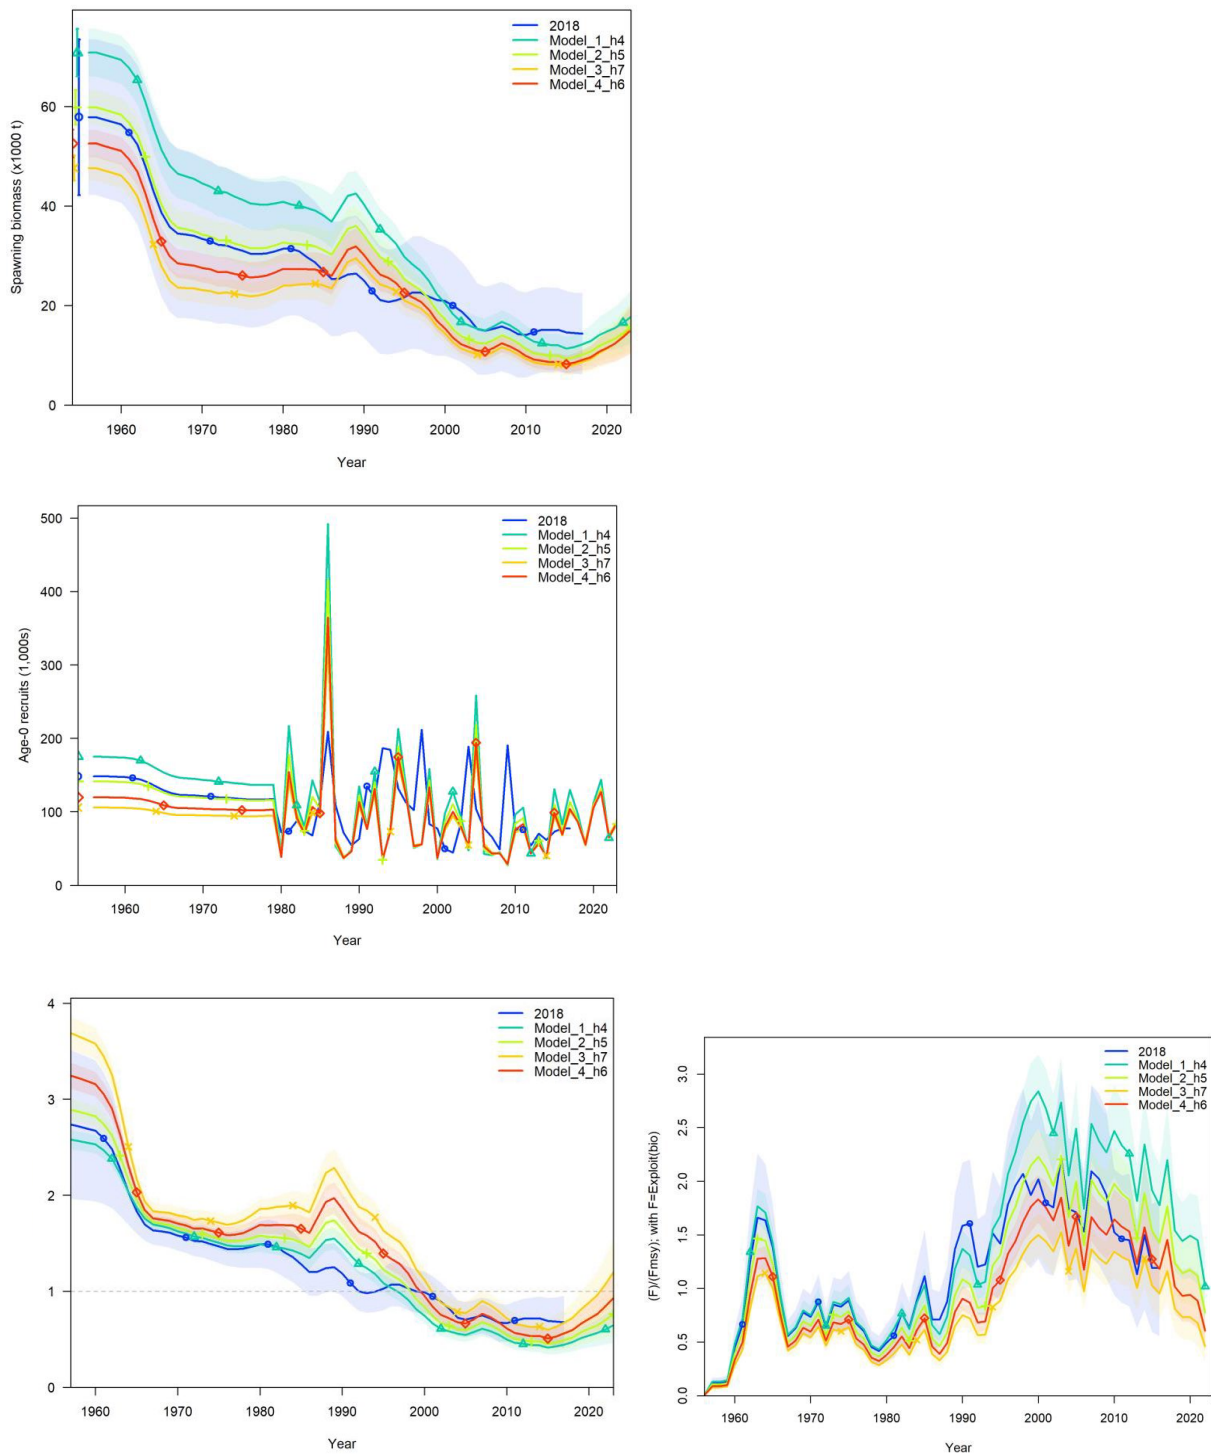 2018
Model_1_h4
Model_2_h5
Model_3_h7
Model_4_h6
Spawning biomass (x1000 t)
60
40
20
0
1960 1970 1980 1990 2000 2010 2020
Year
2018
Model_1_h4
Model_2_h5
Model_3_h7
Model_4_h6
Age-0 recruits (1,000s)
500
400
300
200
100
0
1960 1970 1980 1990 2000 2010 2020
Year
2018
Model_1_h4
Model_2_h5
Model_3_h7
Model_4_h6
4
3
2
1
0
1960 1970 1980 1990 2000 2010 2020
Year
2018
Model_1_h4
Model_2_h5
Model_3_h7
Model_4_h6
(F)/(Fmsy); with F=Exploit(bio)
3.0
2.5
2.0
1.5
1.0
0.5
0.0
1960 1970 1980 1990 2000 2010 2020
Year